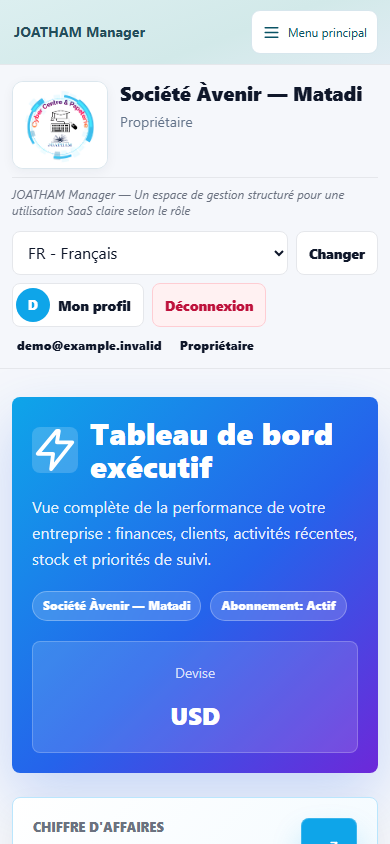 JOATHAM Manager
Menu principal
Cyber Centre & Papeterie
Société Àvenir — Matadi
Propriétaire
JOATHAM Manager — Un espace de gestion structuré pour une
utilisation SaaS claire selon le rôle
FR - Français
Changer
D
Mon profil
Déconnexion
demo@example.invalid
Propriétaire
Tableau de bord
exécutif
Vue complète de la performance de votre
entreprise : finances, clients, activités récentes,
stock et priorités de suivi.
Société Àvenir — Matadi
Abonnement: Actif
Devise
USD
CHIFFRE D'AFFAIRES